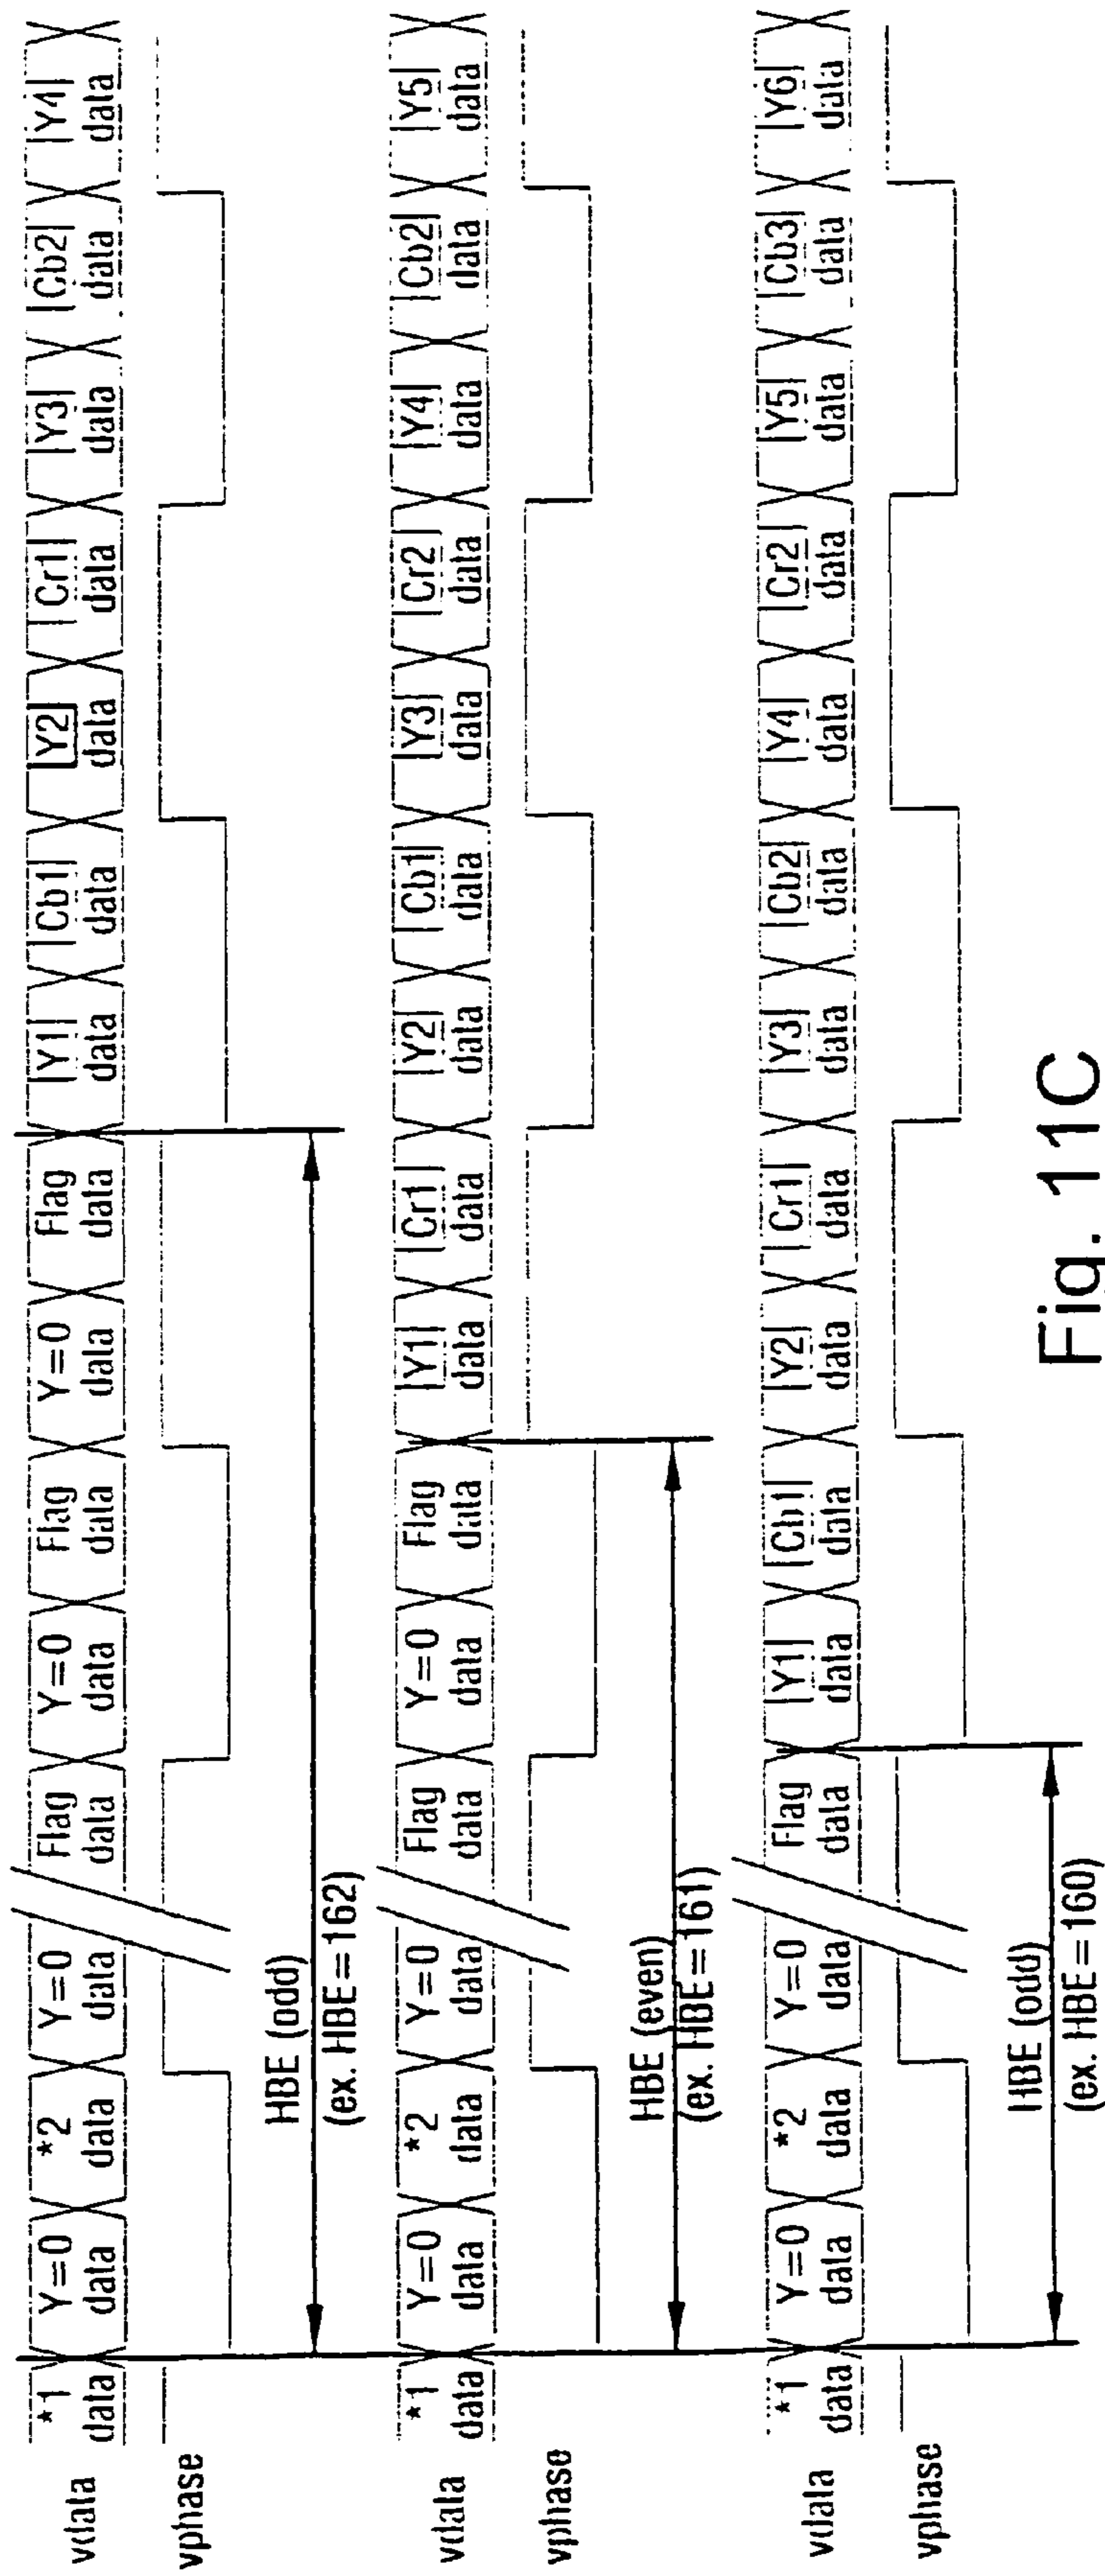 vdata *1 data Y=0 data *2 data Y=0 data Flag data Y=0 data Flag data Y=0 data Flag data |Y1| data |Cb1| data |Y2| data |Cr1| data |Y3| data |Cb2| data |Y4| data
vphase
HBE (odd)
(ex. HBE=162)
vdata *1 data Y=0 data *2 data Y=0 data Flag data Y=0 data Flag data |Y1| data |Cr1| data |Y2| data |Cb1| data |Y3| data |Cr2| data |Y4| data |Cb2| data |Y5| data
vphase
HBE (even)
(ex. HBE=161)
vdata *1 data Y=0 data *2 data Y=0 data Flag data |Y1| data |Cb1| data |Y2| data |Cr1| data |Y3| data |Cb2| data |Y4| data |Cr2| data |Y5| data |Cb3| data |Y6| data
vphase
HBE (odd)
(ex. HBE=160)
Fig. 11C